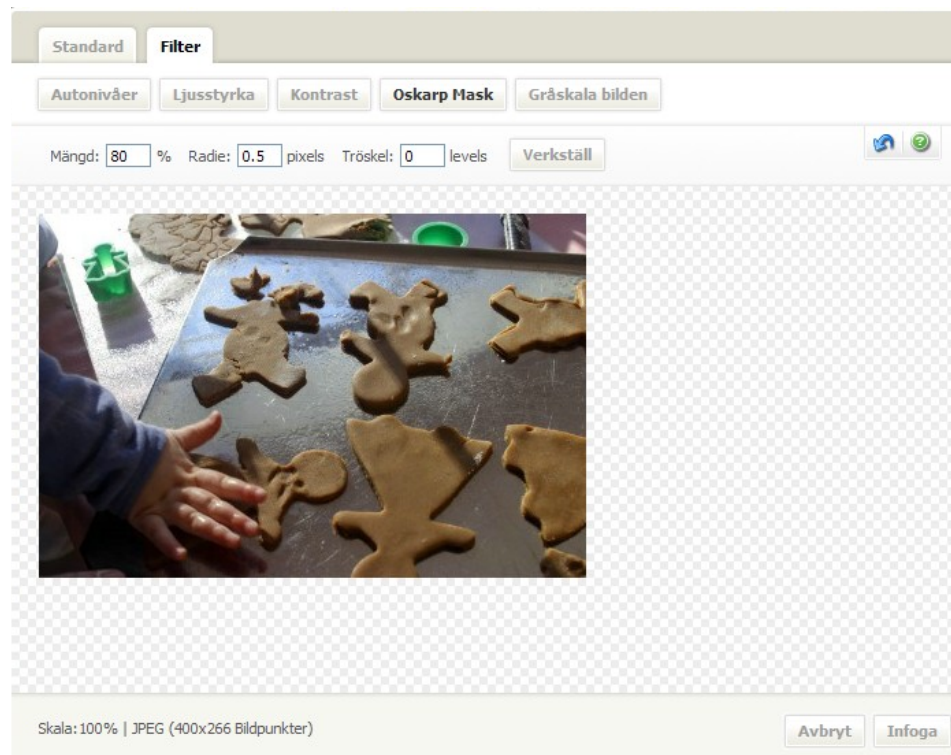 Standard Filter
Autonivåer Ljusstyrka Kontrast Oskarp Mask Gråskala bilden
Mängd: 80 % Radie: 0.5 pixels Tröskel: 0 levels Verkställ
Skala:100% | JPEG (400x266 Bildpunkter)
Avbryt Infoga